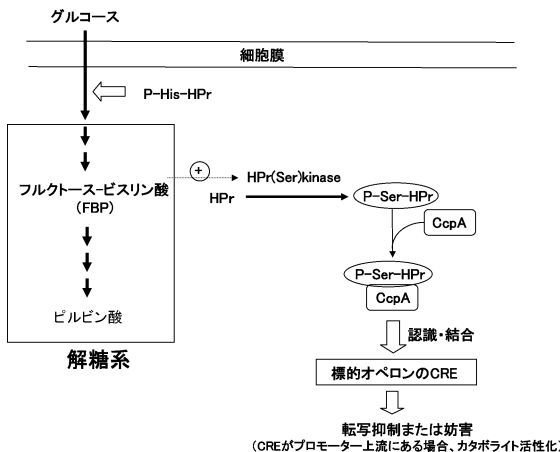 グルコース
細胞膜
P-His-HPr
フルクトース-ビスリン酸
(FBP)
ピルビン酸
解糖系
+
HPr(Ser)kinase
HPr
P-Ser-HPr
CcpA
P-Ser-HPr
CcpA
認識・結合
標的オペロンのCRE
転写抑制または妨害
(CREがプロモーター上流にある場合、カタボライト活性化)